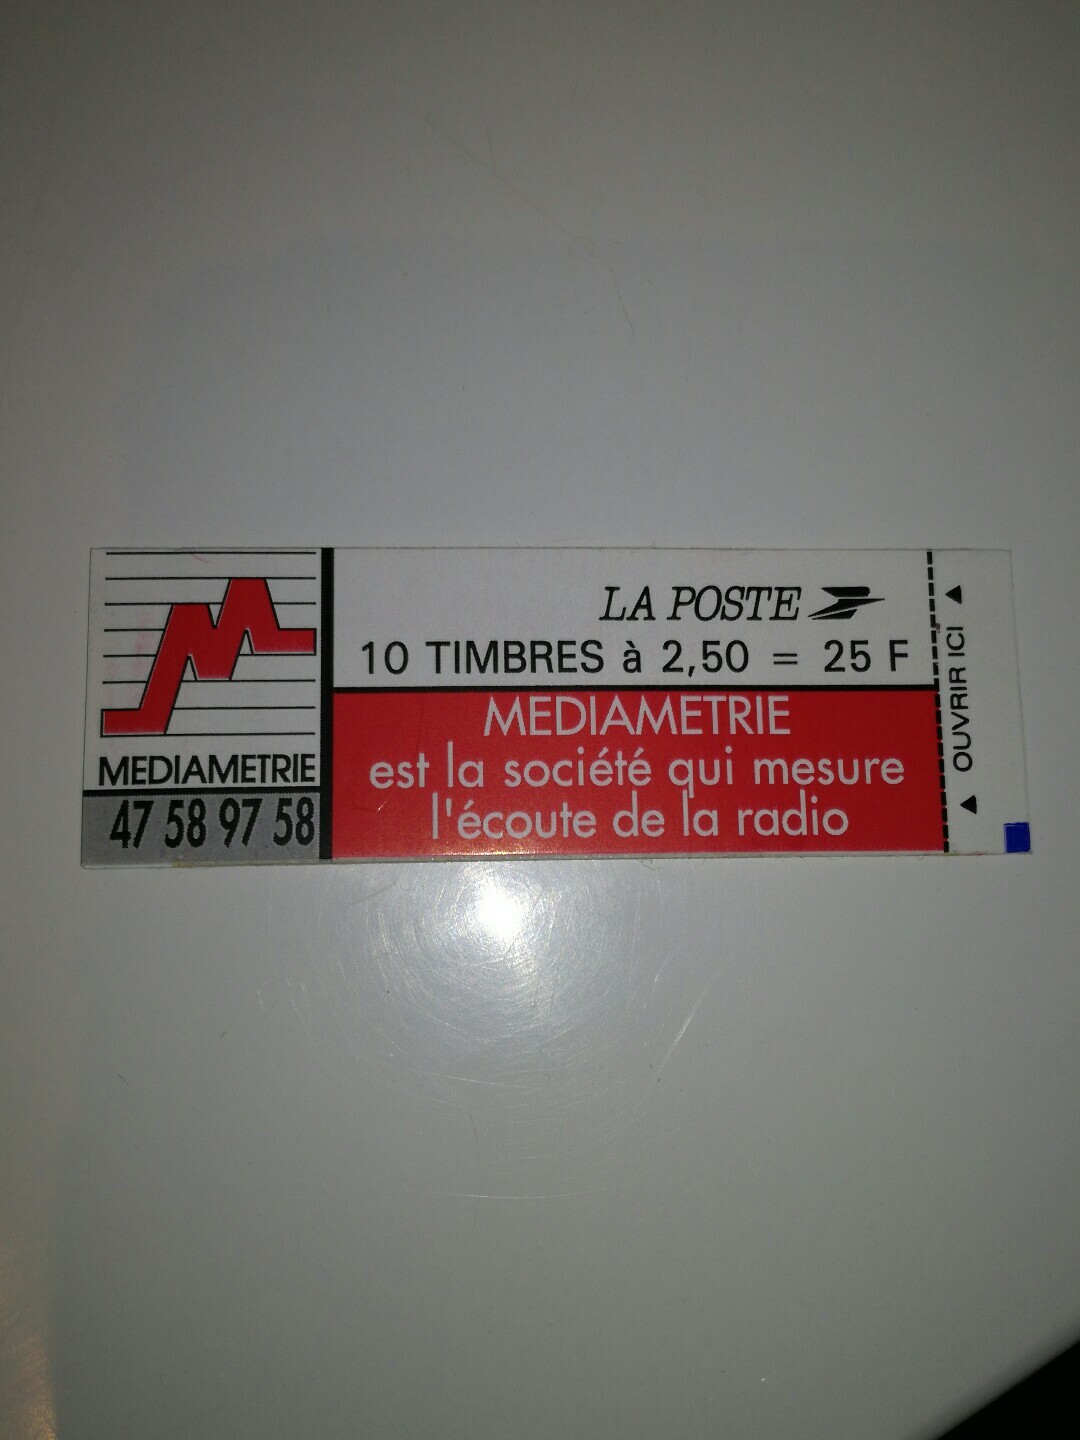 MEDIAMETRIE
47 58 97 58
LA POSTE
10 TIMBRES à 2,50 = 25 F
MEDIAMETRIE
est la société qui mesure
l'écoute de la radio
OUVRIR ICI